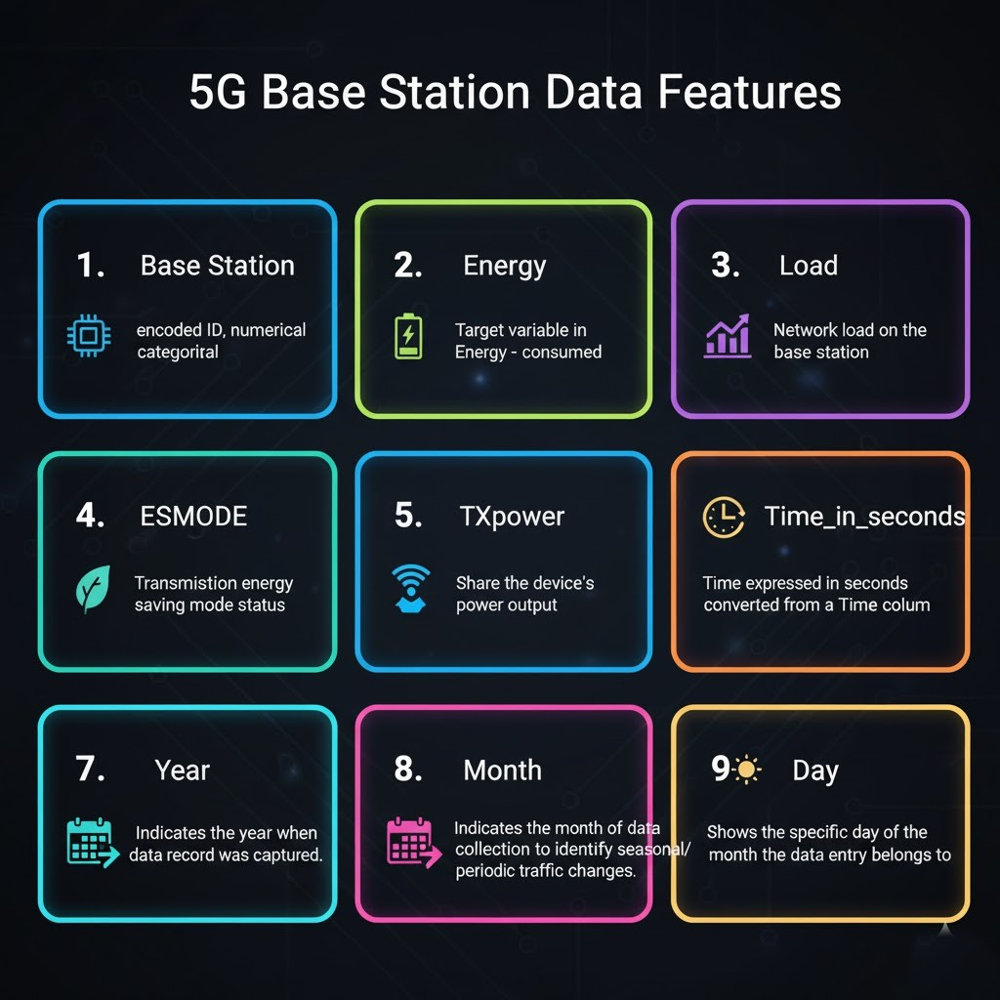 5G Base Station Data Features
1. Base Station
encoded ID, numerical
categoriral
2. Energy
Target variable in
Energy - consumed
3. Load
Network load on the
base station
4. ESMODE
Transmistion energy
saving mode status
5. TXpower
Share the device's
power output
Time_in_seconds
Time expressed in seconds
converted from a Time colum
7. Year
Indicates the year when
data record was captured.
8. Month
Indicates the month of data
collection to identify seasonal/
periodic traffic changes.
9 Day
Shows the specific day of the
month the data entry belongs to